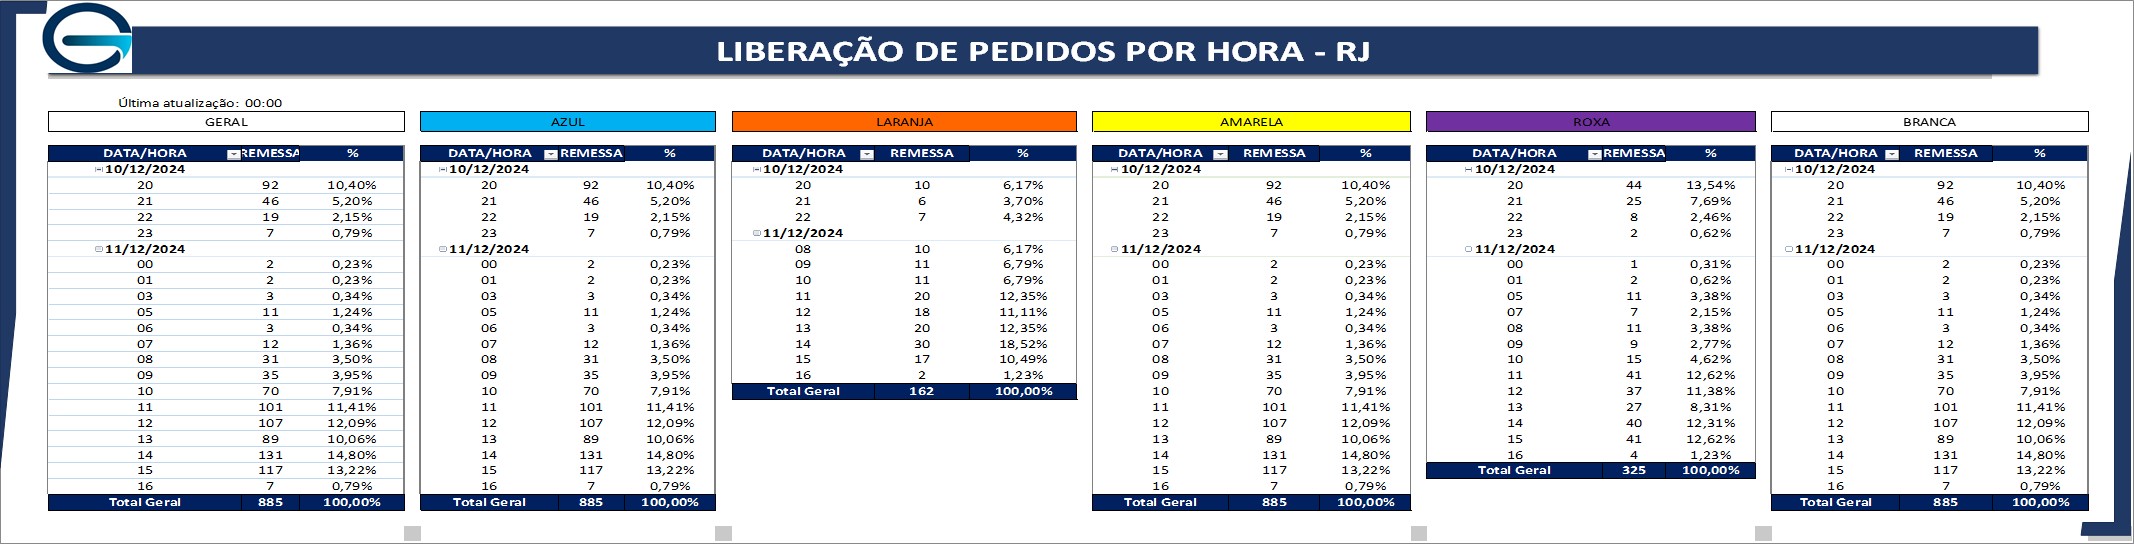 LIBERAÇÃO DE PEDIDOS POR HORA - RJ
Última atualização: 00:00
GERAL AZUL LARANJA AMARELA ROXA BRANCA
DATA/HORA REMESSA % DATA/HORA REMESSA % DATA/HORA REMESSA % DATA/HORA REMESSA % DATA/HORA REMESSA % DATA/HORA REMESSA %
10/12/2024 10/12/2024 10/12/2024 10/12/2024 10/12/2024 10/12/2024
20 92 10,40% 20 92 10,40% 20 10 6,17% 20 92 10,40% 20 44 13,54% 20 92 10,40%
21 46 5,20% 21 46 5,20% 21 6 3,70% 21 46 5,20% 21 25 7,69% 21 46 5,20%
22 19 2,15% 22 19 2,15% 22 7 4,32% 22 19 2,15% 22 8 2,46% 22 19 2,15%
23 7 0,79% 23 7 0,79% 11/12/2024 23 7 0,79% 23 2 0,62% 23 7 0,79%
11/12/2024 11/12/2024 08 10 6,17% 11/12/2024 11/12/2024 11/12/2024
00 2 0,23% 00 2 0,23% 09 11 6,79% 00 2 0,23% 00 1 0,31% 00 2 0,23%
01 2 0,23% 01 2 0,23% 10 11 6,79% 01 2 0,23% 01 2 0,62% 01 2 0,23%
03 3 0,34% 03 3 0,34% 11 20 12,35% 03 3 0,34% 05 11 3,38% 03 3 0,34%
05 11 1,24% 05 11 1,24% 12 18 11,11% 05 11 1,24% 07 7 2,15% 05 11 1,24%
06 3 0,34% 06 3 0,34% 13 20 12,35% 06 3 0,34% 08 11 3,38% 06 3 0,34%
07 12 1,36% 07 12 1,36% 14 30 18,52% 07 12 1,36% 09 9 2,77% 07 12 1,36%
08 31 3,50% 08 31 3,50% 15 17 10,49% 08 31 3,50% 10 15 4,62% 08 31 3,50%
09 35 3,95% 09 35 3,95% 16 2 1,23% 09 35 3,95% 11 41 12,62% 09 35 3,95%
10 70 7,91% 10 70 7,91% Total Geral 162 100,00% 10 70 7,91% 12 37 11,38% 10 70 7,91%
11 101 11,41% 11 101 11,41% 11 101 11,41% 13 27 8,31% 11 101 11,41%
12 107 12,09% 12 107 12,09% 12 107 12,09% 14 40 12,31% 12 107 12,09%
13 89 10,06% 13 89 10,06% 13 89 10,06% 15 41 12,62% 13 89 10,06%
14 131 14,80% 14 131 14,80% 14 131 14,80% 16 4 1,23% 14 131 14,80%
15 117 13,22% 15 117 13,22% 15 117 13,22% Total Geral 325 100,00% 15 117 13,22%
16 7 0,79% 16 7 0,79% 16 7 0,79% 16 7 0,79%
Total Geral 885 100,00% Total Geral 885 100,00% Total Geral 885 100,00% Total Geral 885 100,00%